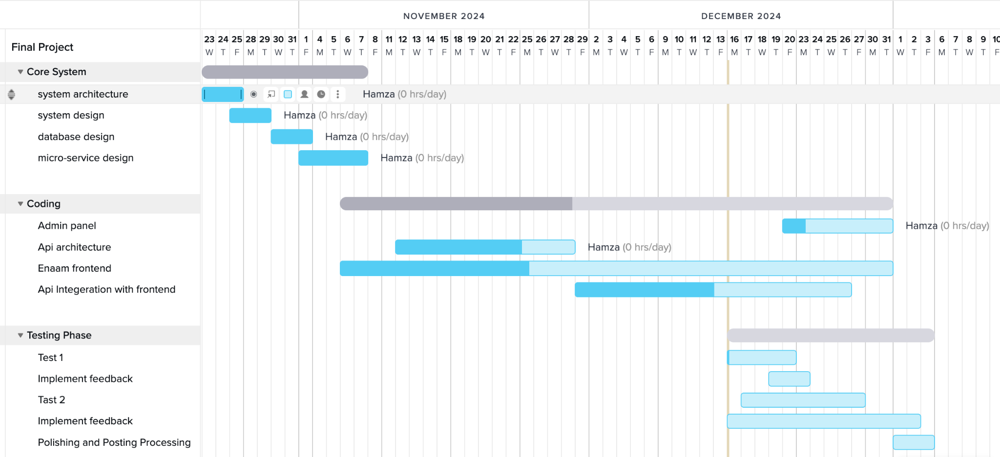 NOVEMBER 2024 DECEMBER 2024
Final Project 23 24 25 28 29 30 31 1 4 5 6 7 8 11 12 13 14 15 18 19 20 21 22 25 26 27 28 29 2 3 4 5 6 9 10 11 12 13 16 17 18 19 20 23 24 25 26 27 30 31 1 2 3 6 7 8 9 10
W T F M T W T F M T W T F M T W T F M T W T F M T W T F M T W T F M T W T F M T W T F M T W T F M T W T F M T W T F
Core System
system architecture Hamza (0 hrs/day)
system design Hamza (0 hrs/day)
database design Hamza (0 hrs/day)
micro-service design Hamza (0 hrs/day)
Coding
Admin panel Hamza (0 hrs/day)
Api architecture Hamza (0 hrs/day)
Enaam frontend
Api Integeration with frontend
Testing Phase
Test 1
Implement feedback
Tast 2
Implement feedback
Polishing and Posting Processing